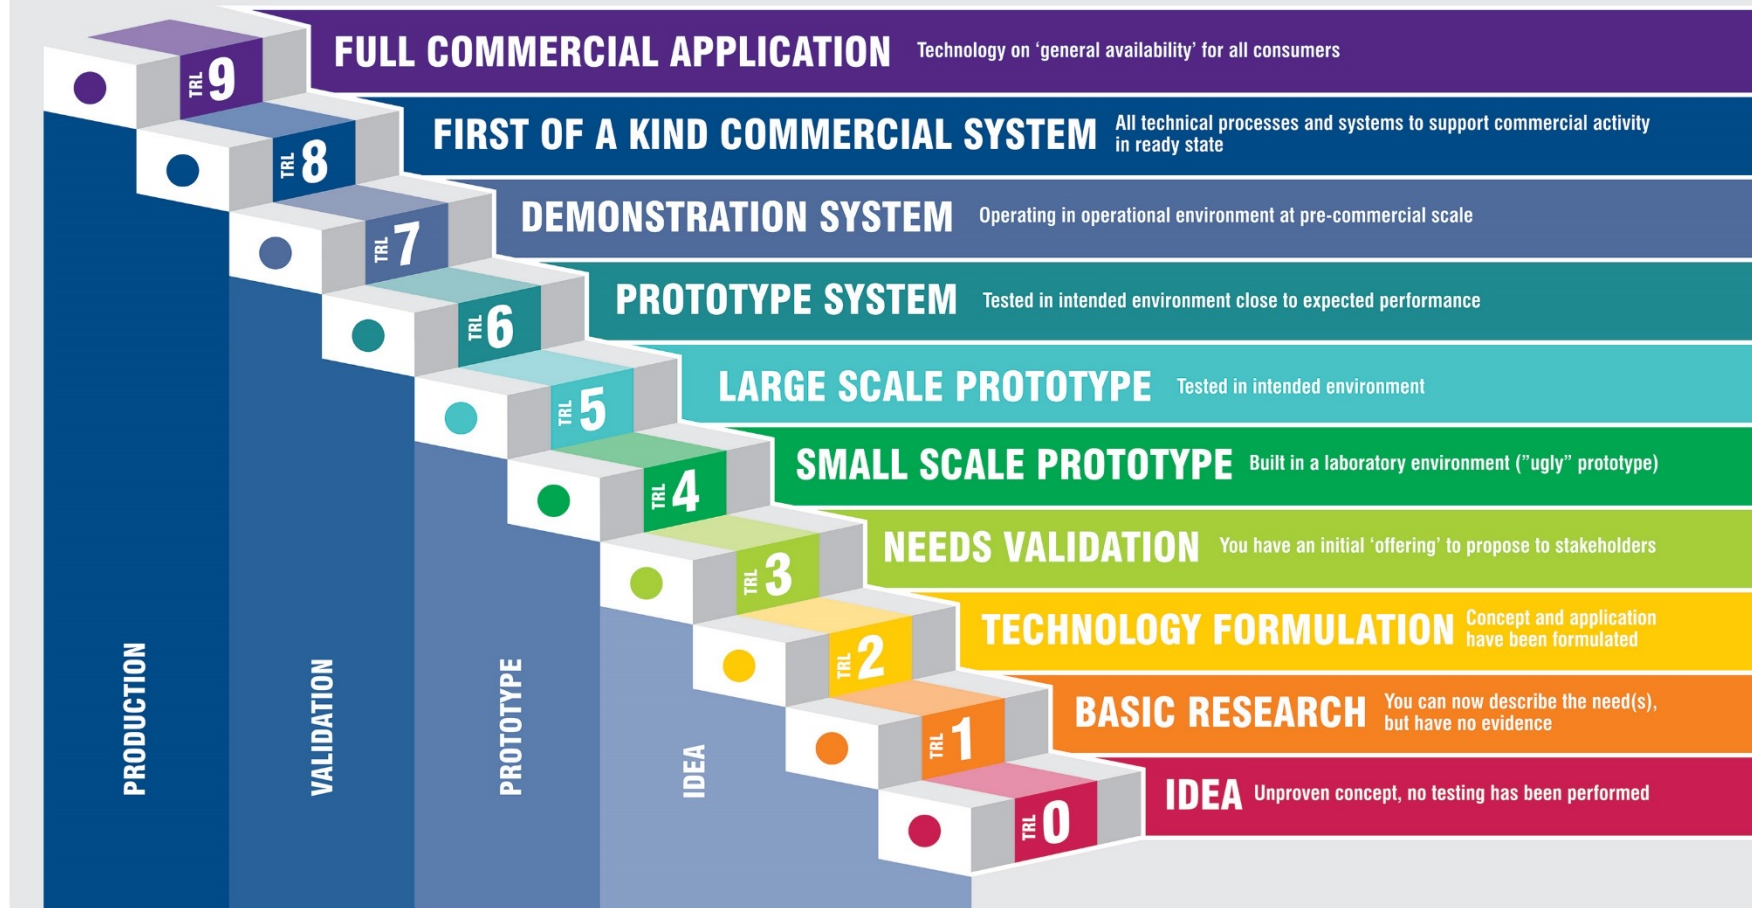 TRL 9
FULL COMMERCIAL APPLICATION
Technology on ‘general availability’ for all consumers
TRL 8
FIRST OF A KIND COMMERCIAL SYSTEM
All technical processes and systems to support commercial activity
in ready state
TRL 7
DEMONSTRATION SYSTEM
Operating in operational environment at pre-commercial scale
TRL 6
PROTOTYPE SYSTEM
Tested in intended environment close to expected performance
TRL 5
LARGE SCALE PROTOTYPE
Tested in intended environment
TRL 4
SMALL SCALE PROTOTYPE
Built in a laboratory environment (”ugly” prototype)
TRL 3
NEEDS VALIDATION
You have an initial ‘offering’ to propose to stakeholders
TRL 2
TECHNOLOGY FORMULATION
Concept and application
have been formulated
TRL 1
BASIC RESEARCH
You can now describe the need(s),
but have no evidence
TRL 0
IDEA
Unproven concept, no testing has been performed
PRODUCTION
VALIDATION
PROTOTYPE
IDEA